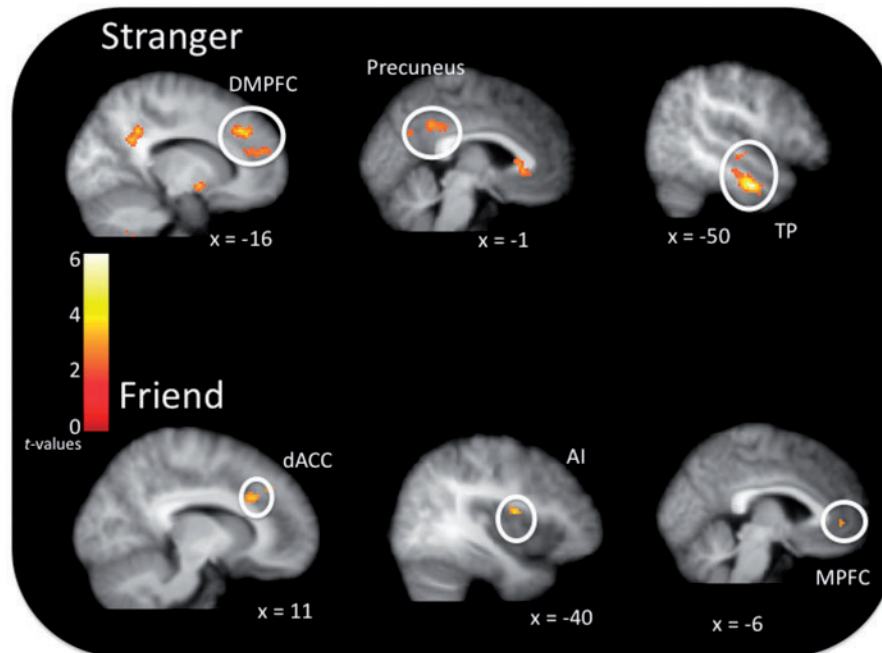 Stranger
DMPFC
Precuneus
x = -16
x = -1
x = -50
TP
6
4
2
0
t-values
Friend
dACC
AI
x = 11
x = -40
x = -6
MPFC